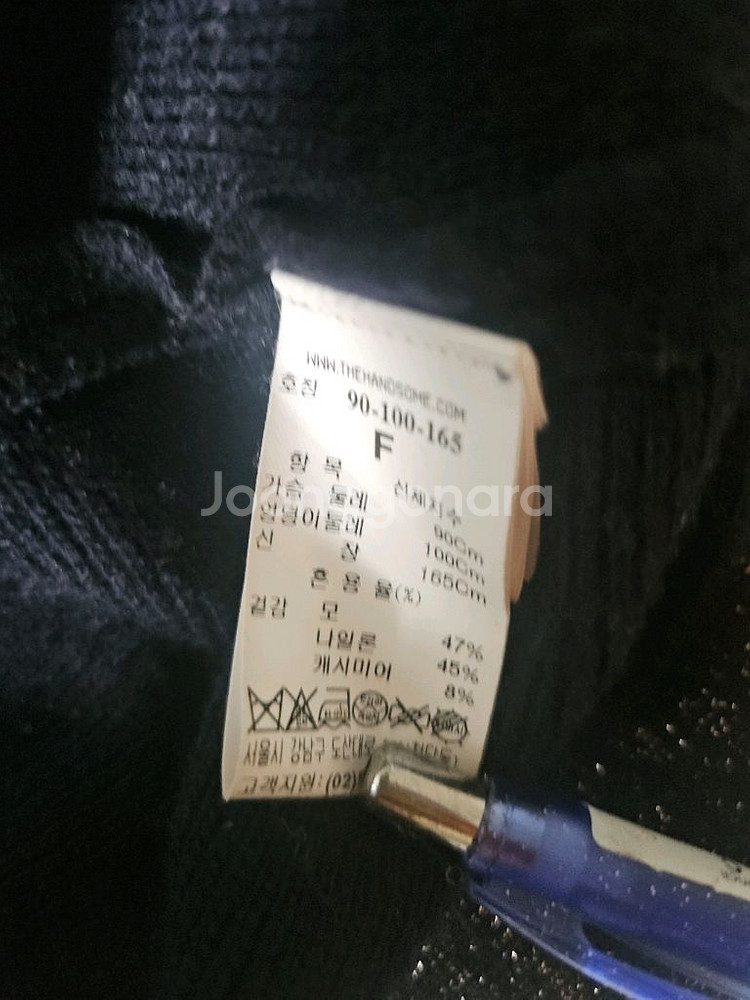 WWW.THEHANDSOME.COM
호칭 90-100-165
F
항 목 신체치수
가슴 둘레 90Cm
엉덩이둘레 100Cm
신 장 165Cm
혼 용 율(%)
겉감 모 47%
나일론 45%
캐시미어 8%
서울시 강남구 도산대로
고객지원:(02)
Joonggonara